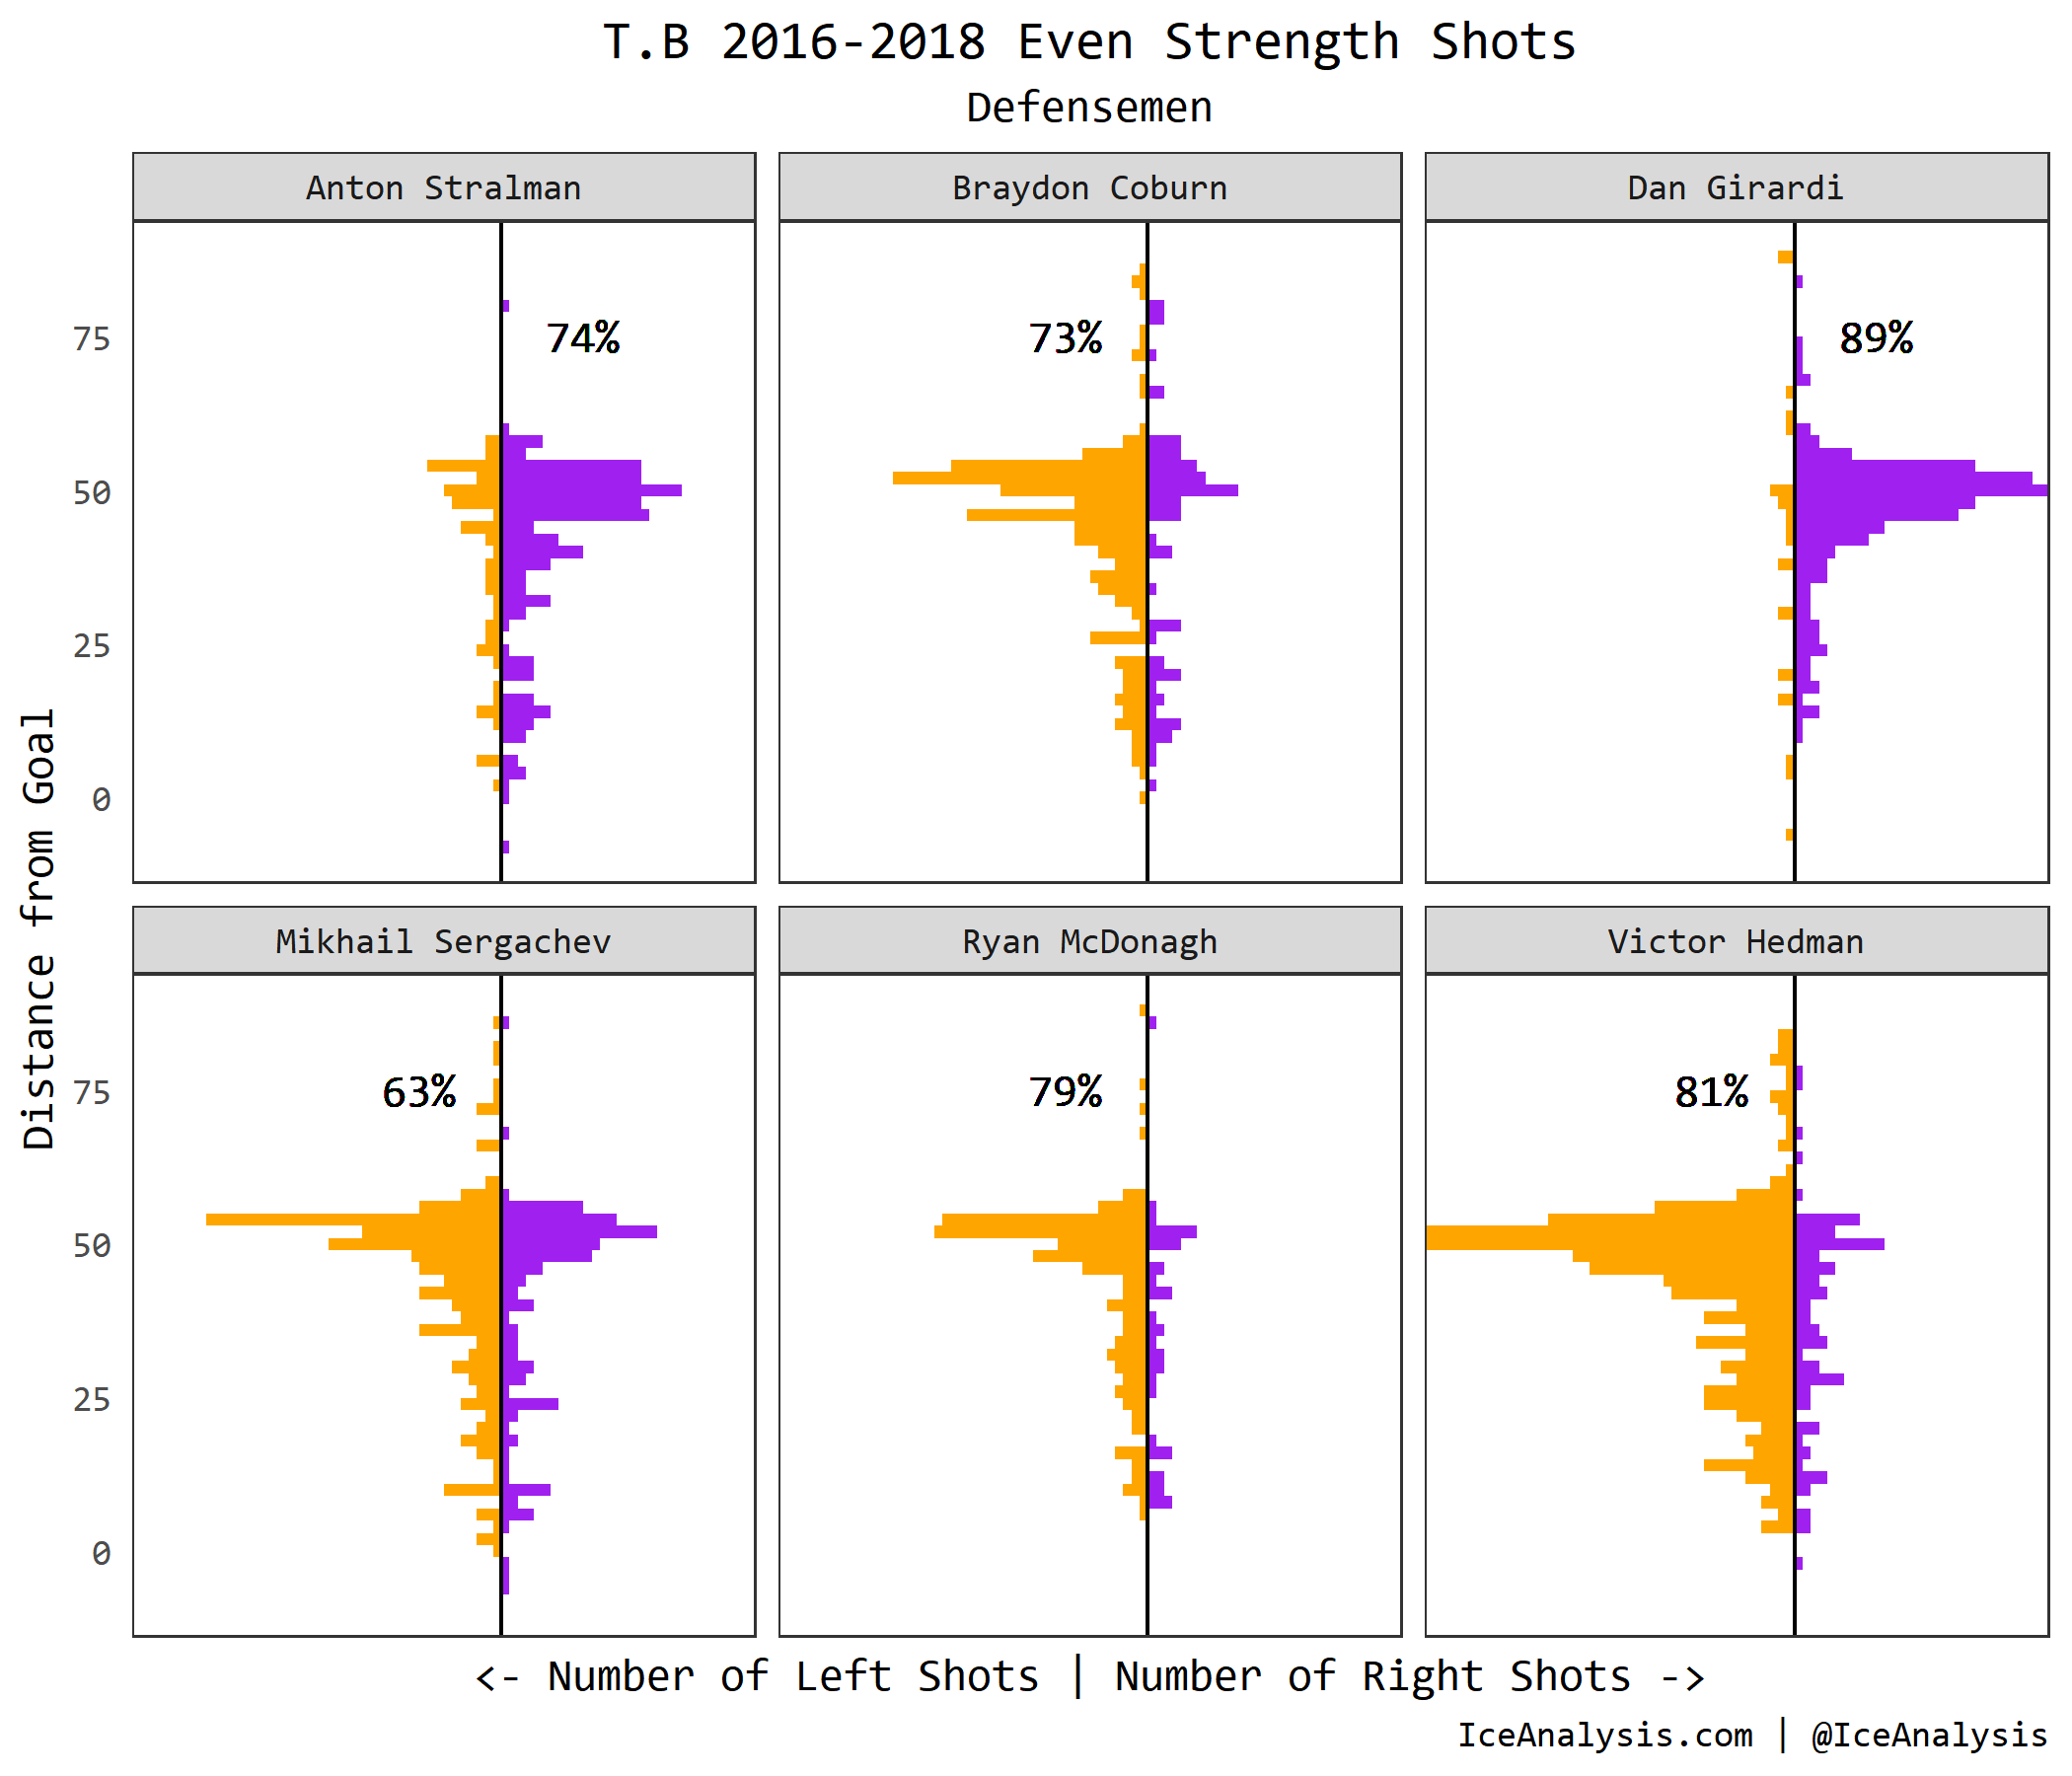 T.B 2016-2018 Even Strength Shots
Defensemen
Anton Stralman
Braydon Coburn
Dan Girardi
74%
73%
89%
75
50
25
0
Mikhail Sergachev
Ryan McDonagh
Victor Hedman
63%
79%
81%
75
50
25
0
Distance from Goal
<- Number of Left Shots | Number of Right Shots ->
IceAnalysis.com | @IceAnalysis